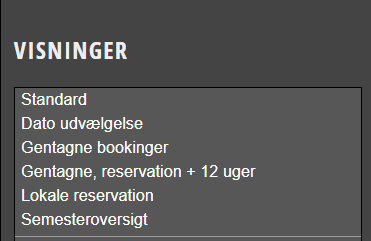 VISNINGER
Standard
Dato udvælgelse
Gentagne bookinger
Gentagne, reservation + 12 uger
Lokale reservation
Semesteroversigt